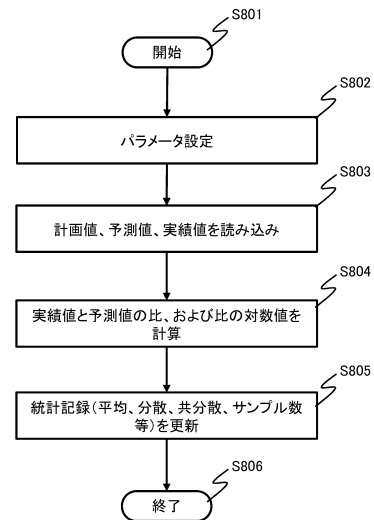 S801
開始
S802
パラメータ設定
S803
計画値、予測値、実績値を読み込み
S804
実績値と予測値の比、および比の対数値を
計算
S805
統計記録（平均、分散、共分散、サンプル数
等）を更新
S806
終了